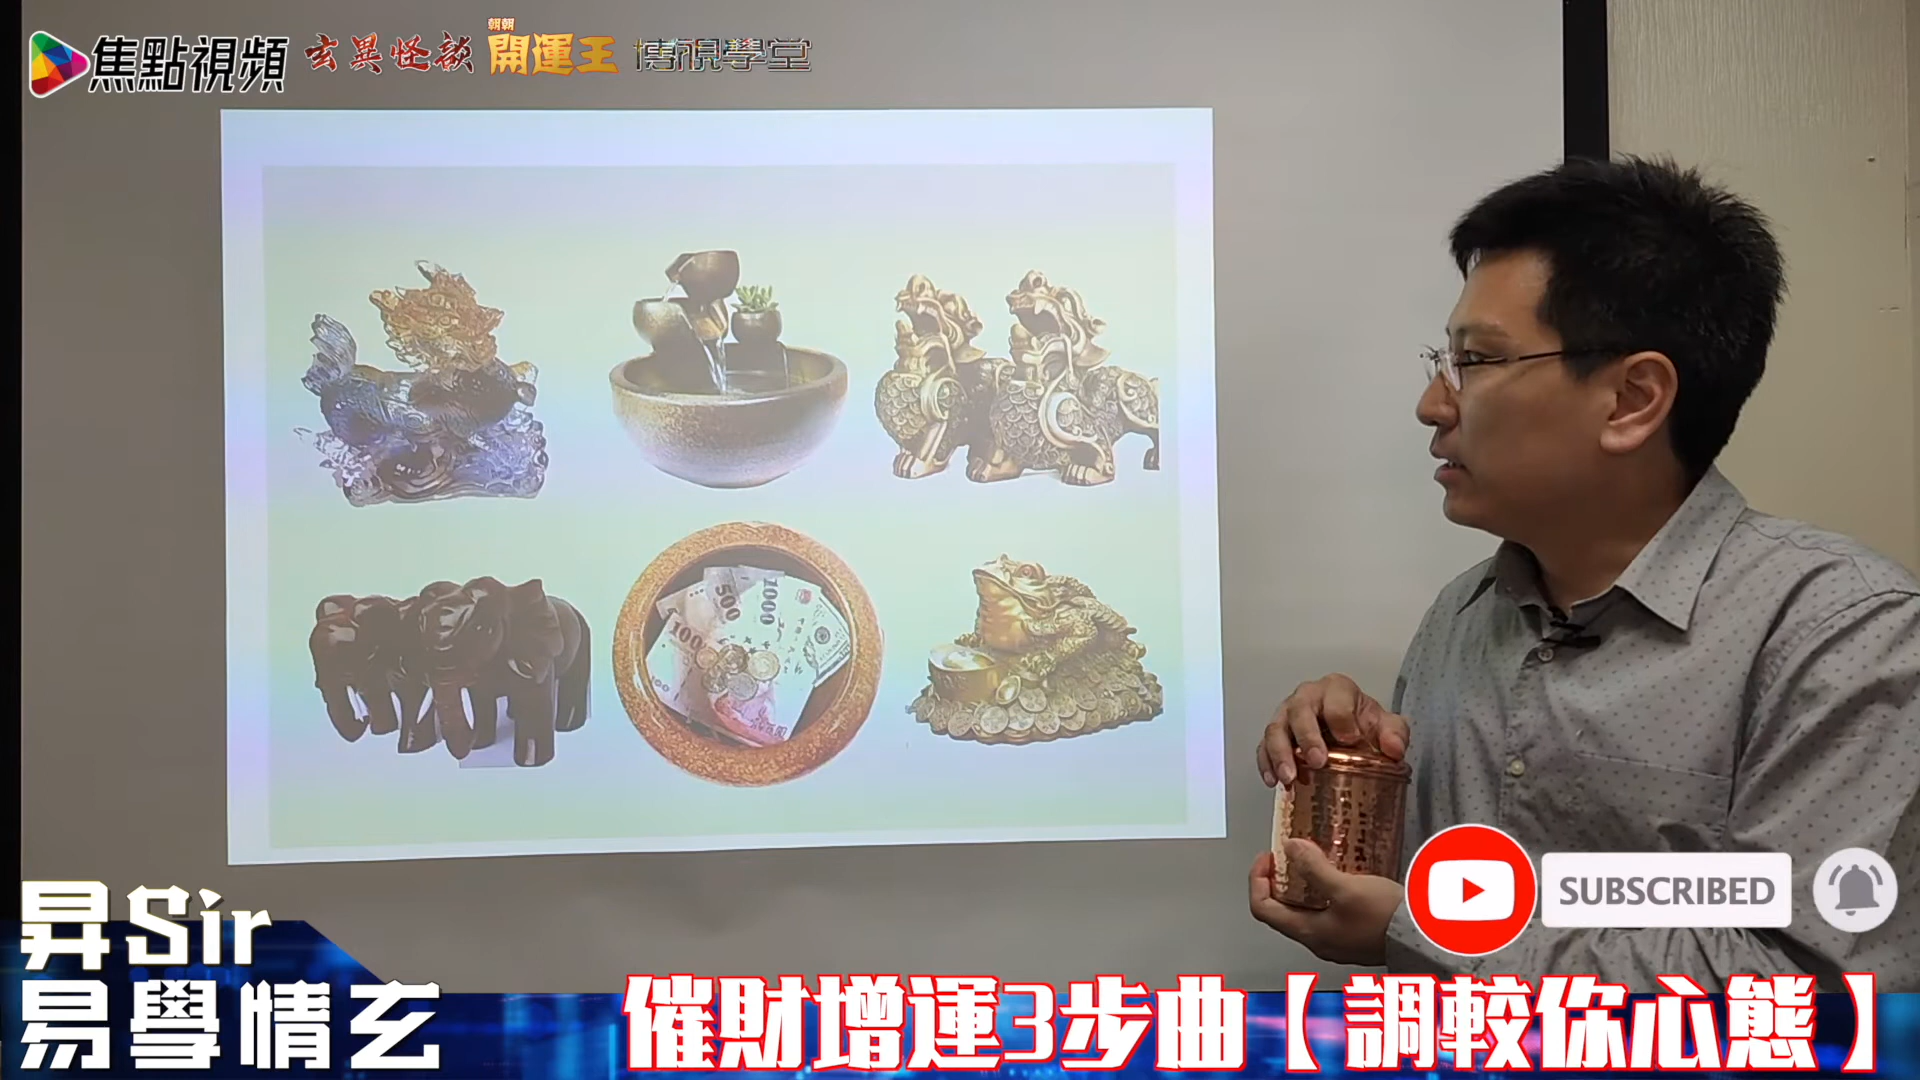 焦點視頻
玄異怪談
朝朝
開運王
博視學堂
500
1000
100
SUBSCRIBED
昇Sir
易學情玄
催財增運3步曲【調較你心態】